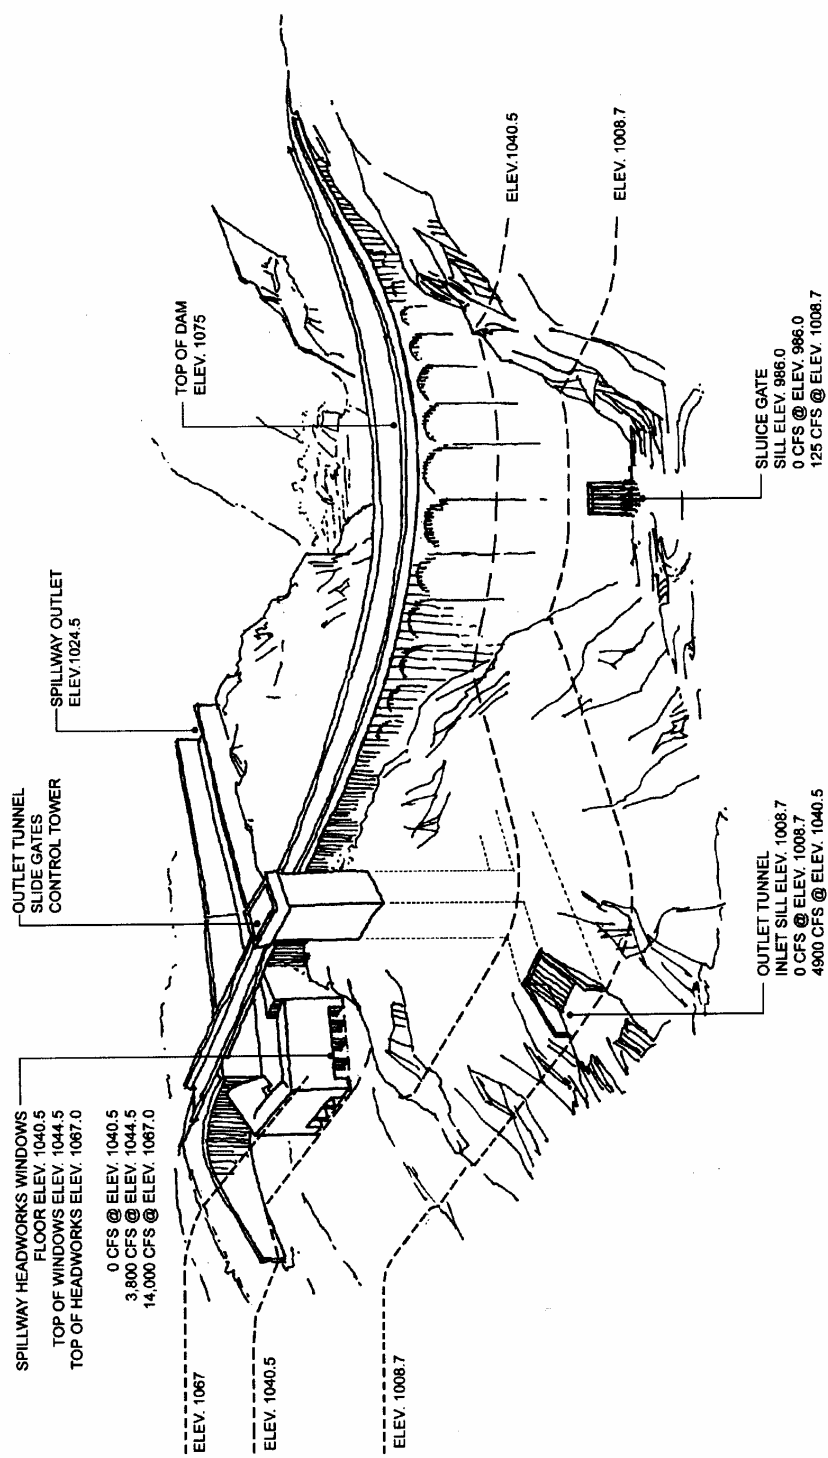 SPILLWAY HEADWORKS WINDOWS
FLOOR ELEV. 1040.5
TOP OF WINDOWS ELEV. 1044.5
TOP OF HEADWORKS ELEV. 1067.0
0 CFS @ ELEV. 1040.5
3,800 CFS @ ELEV. 1044.5
14,000 CFS @ ELEV. 1067.0
OUTLET TUNNEL
SLIDE GATES
CONTROL TOWER
SPILLWAY OUTLET
ELEV.1024.5
TOP OF DAM
ELEV. 1075
ELEV. 1067
ELEV. 1040.5
ELEV. 1008.7
ELEV.1040.5
ELEV. 1008.7
OUTLET TUNNEL
INLET SILL ELEV. 1008.7
0 CFS @ ELEV. 1008.7
4900 CFS @ ELEV. 1040.5
SLUICE GATE
SILL ELEV. 986.0
0 CFS @ ELEV. 986.0
125 CFS @ ELEV. 1008.7